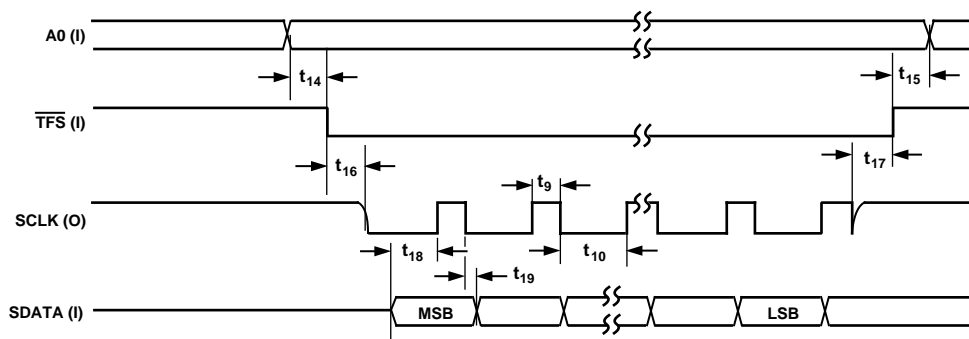 A0 (I)
t14
t15
TFS (I)
t16
t17
t9
SCLK (O)
t18
t19
t10
SDATA (I)
MSB
LSB